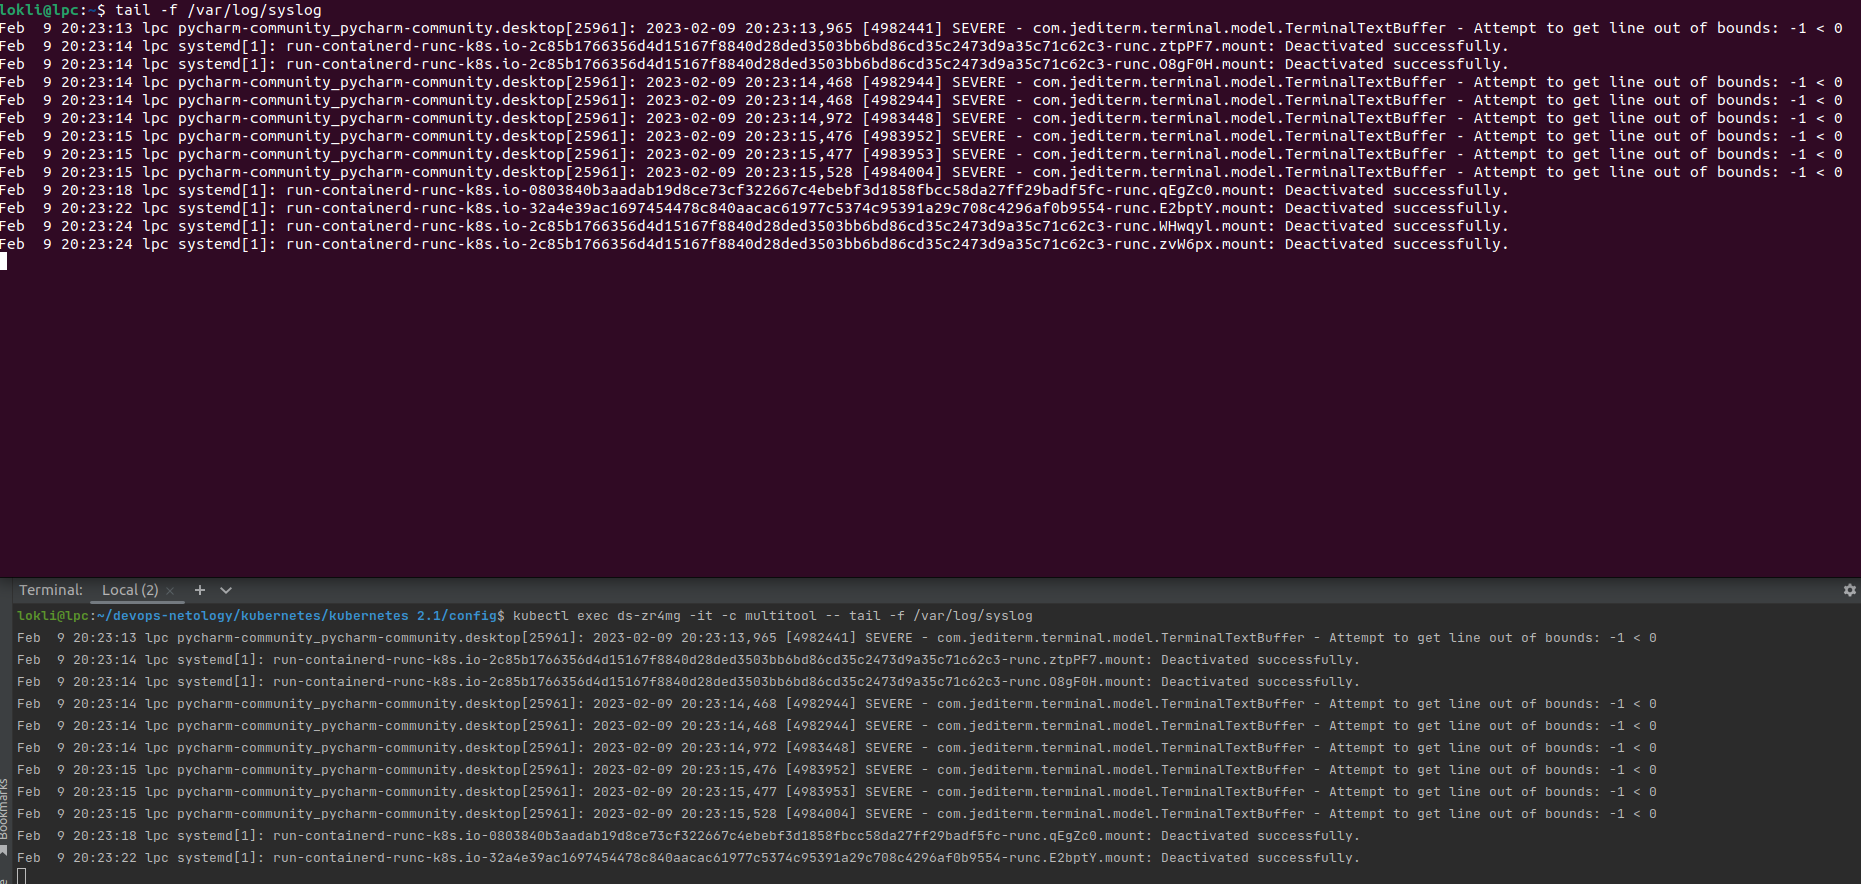 lokli@lpc:~$ tail -f /var/log/syslog
Feb  9 20:23:13 lpc pycharm-community_pycharm-community.desktop[25961]: 2023-02-09 20:23:13,965 [4982441] SEVERE - com.jediterm.terminal.model.TerminalTextBuffer - Attempt to get line out of bounds: -1 < 0
Feb  9 20:23:14 lpc systemd[1]: run-containerd-runc-k8s.io-2c85b1766356d4d15167f8840d28ded3503bb6bd86cd35c2473d9a35c71c62c3-runc.ztpPF7.mount: Deactivated successfully.
Feb  9 20:23:14 lpc systemd[1]: run-containerd-runc-k8s.io-2c85b1766356d4d15167f8840d28ded3503bb6bd86cd35c2473d9a35c71c62c3-runc.O8gF0H.mount: Deactivated successfully.
Feb  9 20:23:14 lpc pycharm-community_pycharm-community.desktop[25961]: 2023-02-09 20:23:14,468 [4982944] SEVERE - com.jediterm.terminal.model.TerminalTextBuffer - Attempt to get line out of bounds: -1 < 0
Feb  9 20:23:14 lpc pycharm-community_pycharm-community.desktop[25961]: 2023-02-09 20:23:14,468 [4982944] SEVERE - com.jediterm.terminal.model.TerminalTextBuffer - Attempt to get line out of bounds: -1 < 0
Feb  9 20:23:14 lpc pycharm-community_pycharm-community.desktop[25961]: 2023-02-09 20:23:14,972 [4983448] SEVERE - com.jediterm.terminal.model.TerminalTextBuffer - Attempt to get line out of bounds: -1 < 0
Feb  9 20:23:15 lpc pycharm-community_pycharm-community.desktop[25961]: 2023-02-09 20:23:15,476 [4983952] SEVERE - com.jediterm.terminal.model.TerminalTextBuffer - Attempt to get line out of bounds: -1 < 0
Feb  9 20:23:15 lpc pycharm-community_pycharm-community.desktop[25961]: 2023-02-09 20:23:15,477 [4983953] SEVERE - com.jediterm.terminal.model.TerminalTextBuffer - Attempt to get line out of bounds: -1 < 0
Feb  9 20:23:15 lpc pycharm-community_pycharm-community.desktop[25961]: 2023-02-09 20:23:15,528 [4984004] SEVERE - com.jediterm.terminal.model.TerminalTextBuffer - Attempt to get line out of bounds: -1 < 0
Feb  9 20:23:18 lpc systemd[1]: run-containerd-runc-k8s.io-0803840b3aadab19d8ce73cf322667c4ebebf3d1858fbcc58da27ff29badf5fc-runc.qEgZc0.mount: Deactivated successfully.
Feb  9 20:23:22 lpc systemd[1]: run-containerd-runc-k8s.io-32a4e39ac1697454478c840aacac61977c5374c95391a29c708c4296af0b9554-runc.E2bptY.mount: Deactivated successfully.
Feb  9 20:23:24 lpc systemd[1]: run-containerd-runc-k8s.io-2c85b1766356d4d15167f8840d28ded3503bb6bd86cd35c2473d9a35c71c62c3-runc.WHwqyl.mount: Deactivated successfully.
Feb  9 20:23:24 lpc systemd[1]: run-containerd-runc-k8s.io-2c85b1766356d4d15167f8840d28ded3503bb6bd86cd35c2473d9a35c71c62c3-runc.zvW6px.mount: Deactivated successfully.
Terminal: Local (2)
lokli@lpc:~/devops-netology/kubernetes/kubernetes 2.1/config$ kubectl exec ds-zr4mg -it -c multitool -- tail -f /var/log/syslog
Feb  9 20:23:13 lpc pycharm-community_pycharm-community.desktop[25961]: 2023-02-09 20:23:13,965 [4982441] SEVERE - com.jediterm.terminal.model.TerminalTextBuffer - Attempt to get line out of bounds: -1 < 0
Feb  9 20:23:14 lpc systemd[1]: run-containerd-runc-k8s.io-2c85b1766356d4d15167f8840d28ded3503bb6bd86cd35c2473d9a35c71c62c3-runc.ztpPF7.mount: Deactivated successfully.
Feb  9 20:23:14 lpc systemd[1]: run-containerd-runc-k8s.io-2c85b1766356d4d15167f8840d28ded3503bb6bd86cd35c2473d9a35c71c62c3-runc.O8gF0H.mount: Deactivated successfully.
Feb  9 20:23:14 lpc pycharm-community_pycharm-community.desktop[25961]: 2023-02-09 20:23:14,468 [4982944] SEVERE - com.jediterm.terminal.model.TerminalTextBuffer - Attempt to get line out of bounds: -1 < 0
Feb  9 20:23:14 lpc pycharm-community_pycharm-community.desktop[25961]: 2023-02-09 20:23:14,468 [4982944] SEVERE - com.jediterm.terminal.model.TerminalTextBuffer - Attempt to get line out of bounds: -1 < 0
Feb  9 20:23:14 lpc pycharm-community_pycharm-community.desktop[25961]: 2023-02-09 20:23:14,972 [4983448] SEVERE - com.jediterm.terminal.model.TerminalTextBuffer - Attempt to get line out of bounds: -1 < 0
Feb  9 20:23:15 lpc pycharm-community_pycharm-community.desktop[25961]: 2023-02-09 20:23:15,476 [4983952] SEVERE - com.jediterm.terminal.model.TerminalTextBuffer - Attempt to get line out of bounds: -1 < 0
Feb  9 20:23:15 lpc pycharm-community_pycharm-community.desktop[25961]: 2023-02-09 20:23:15,477 [4983953] SEVERE - com.jediterm.terminal.model.TerminalTextBuffer - Attempt to get line out of bounds: -1 < 0
Feb  9 20:23:15 lpc pycharm-community_pycharm-community.desktop[25961]: 2023-02-09 20:23:15,528 [4984004] SEVERE - com.jediterm.terminal.model.TerminalTextBuffer - Attempt to get line out of bounds: -1 < 0
Feb  9 20:23:18 lpc systemd[1]: run-containerd-runc-k8s.io-0803840b3aadab19d8ce73cf322667c4ebebf3d1858fbcc58da27ff29badf5fc-runc.qEgZc0.mount: Deactivated successfully.
Feb  9 20:23:22 lpc systemd[1]: run-containerd-runc-k8s.io-32a4e39ac1697454478c840aacac61977c5374c95391a29c708c4296af0b9554-runc.E2bptY.mount: Deactivated successfully.
Bookmarks